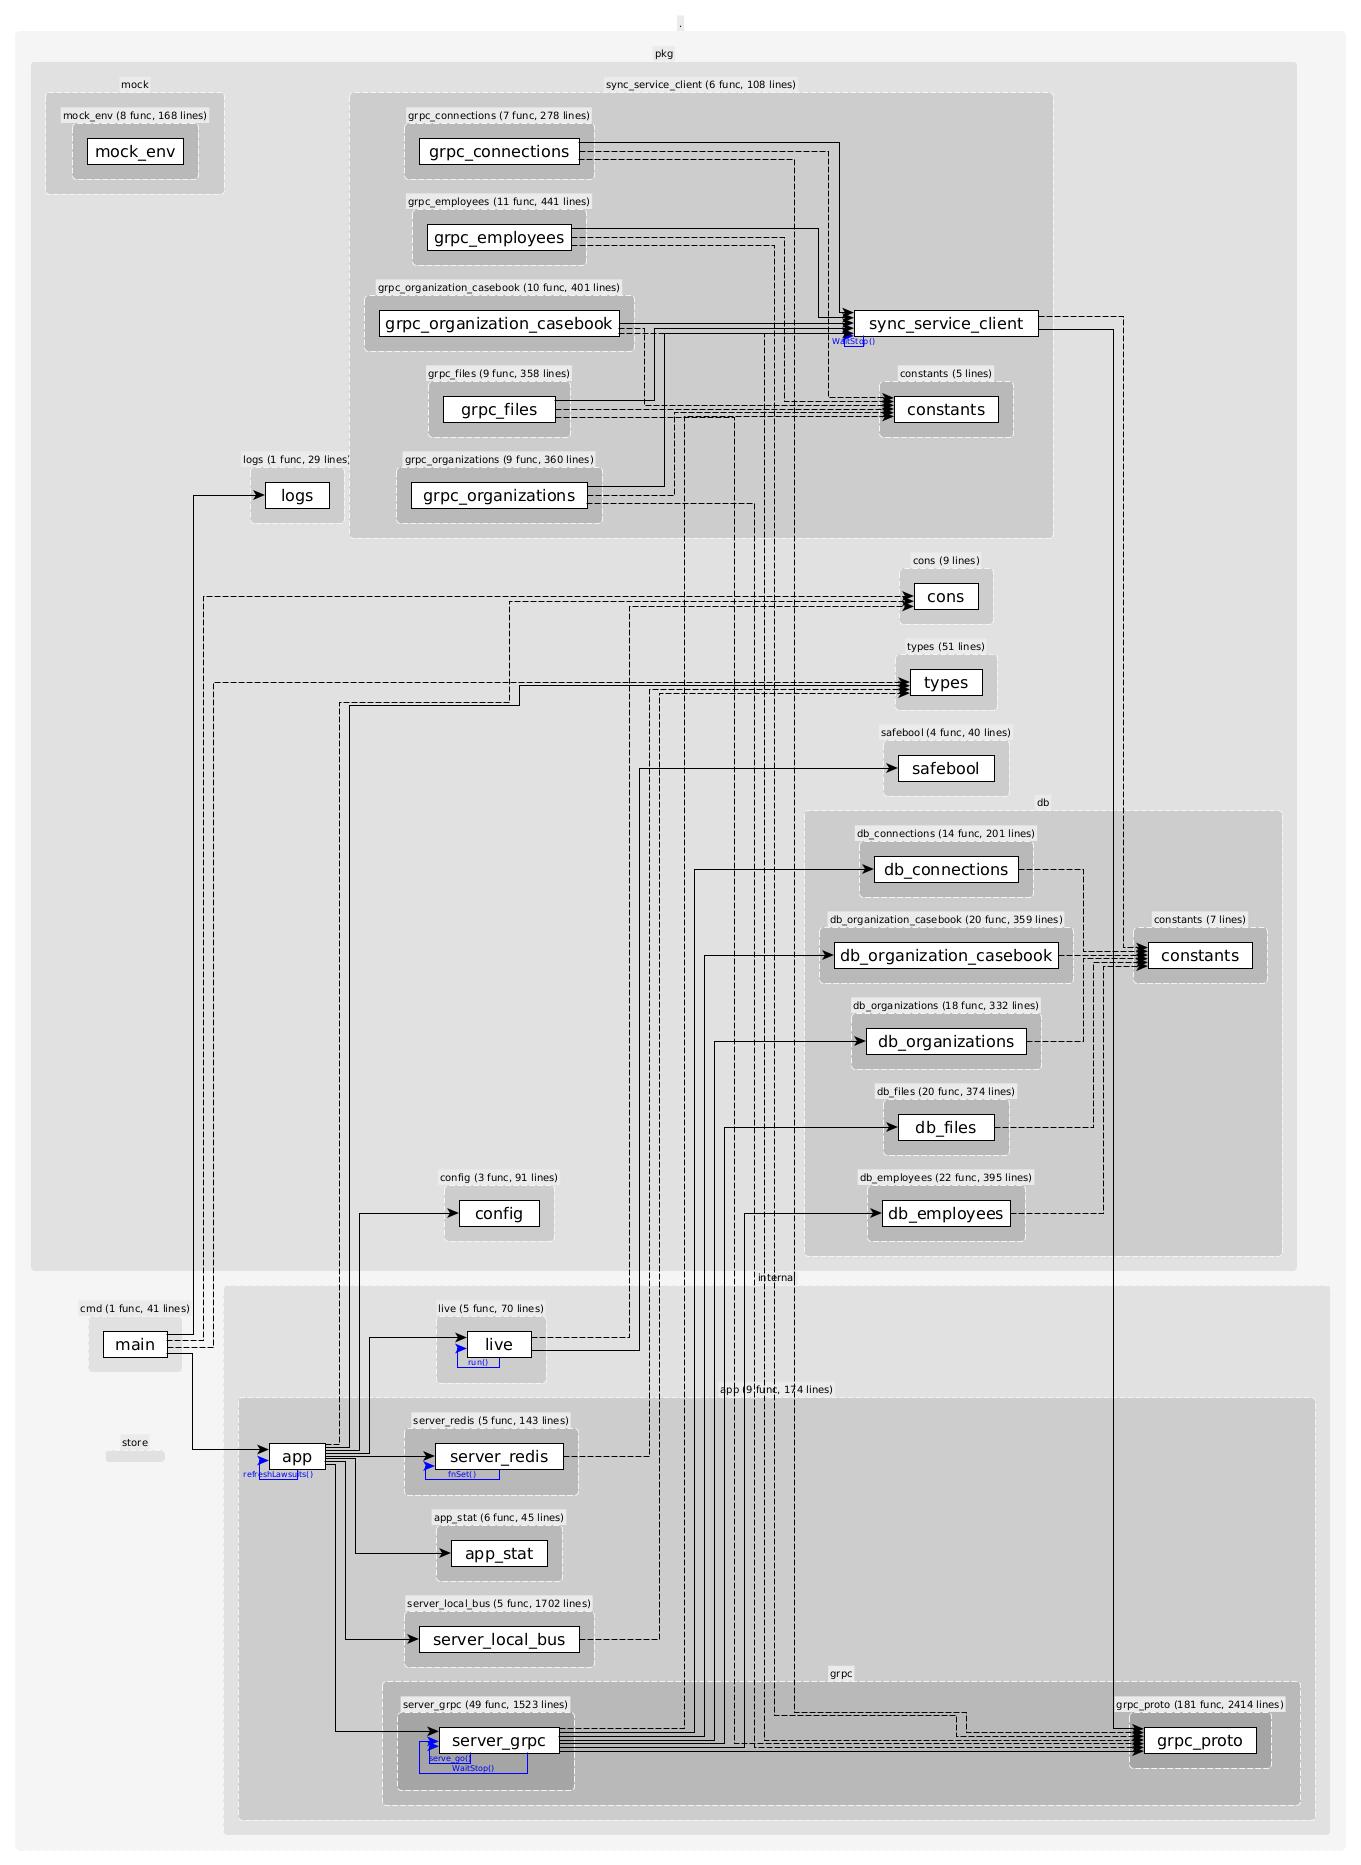 .
pkg
mock
sync_service_client (6 func, 108 lines)
mock_env (8 func, 168 lines)
mock_env
grpc_connections (7 func, 278 lines)
grpc_connections
grpc_employees (11 func, 441 lines)
grpc_employees
grpc_organization_casebook (10 func, 401 lines)
grpc_organization_casebook
sync_service_client
WaitStop()
grpc_files (9 func, 358 lines)
grpc_files
constants (5 lines)
constants
logs (1 func, 29 lines)
logs
grpc_organizations (9 func, 360 lines)
grpc_organizations
cons (9 lines)
cons
types (51 lines)
types
safebool (4 func, 40 lines)
safebool
db
db_connections (14 func, 201 lines)
db_connections
db_organization_casebook (20 func, 359 lines)
db_organization_casebook
constants (7 lines)
constants
db_organizations (18 func, 332 lines)
db_organizations
db_files (20 func, 374 lines)
db_files
config (3 func, 91 lines)
config
db_employees (22 func, 395 lines)
db_employees
internal
cmd (1 func, 41 lines)
main
live (5 func, 70 lines)
live
run()
app (9 func, 174 lines)
store
app
refreshLawsuits()
server_redis (5 func, 143 lines)
server_redis
fnSet()
app_stat (6 func, 45 lines)
app_stat
server_local_bus (5 func, 1702 lines)
server_local_bus
grpc
server_grpc (49 func, 1523 lines)
server_grpc
serve_go()
WaitStop()
grpc_proto (181 func, 2414 lines)
grpc_proto